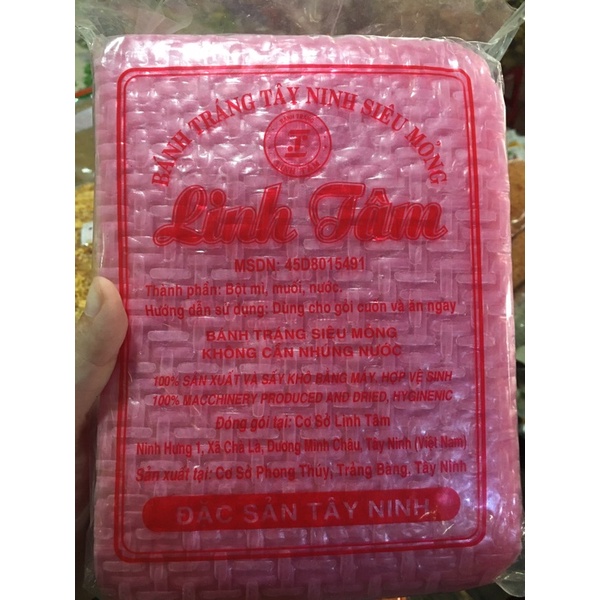 BÁNH TRÁNG TÂY NINH SIÊU MỎNG
Linh Tâm
MSDN: 45D8015491
Thành phần: Bột mì, muối, nước.
Hướng dẫn sử dụng: Dùng cho gỏi cuốn và ăn ngay
BÁNH TRÁNG SIÊU MỎNG
KHÔNG CẦN NHÚNG NƯỚC
100% SẢN XUẤT VÀ SẤY KHÔ BẰNG MÁY, HỢP VỆ SINH
100% MACCHINERY PRODUCED AND DRIED, HYGINENIC
Đóng gói tại: Cơ Sở Linh Tâm
Ninh Hưng 1, Xã Chà Là, Dương Minh Châu, Tây Ninh (Việt Nam)
Sản xuất tại: Cơ Sở Phong Thúy, Trảng Bàng, Tây Ninh
ĐẶC SẢN TÂY NINH